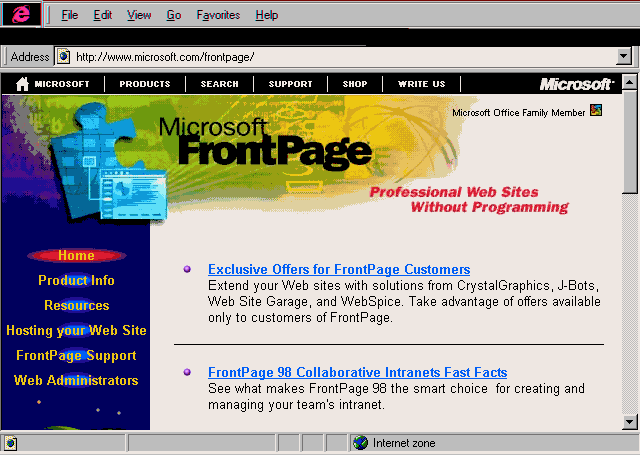 File Edit View Go Favorites Help
Address http://www.microsoft.com/frontpage/
MICROSOFT PRODUCTS SEARCH SUPPORT SHOP WRITE US Microsoft
Microsoft Office Family Member
Microsoft
FrontPage
Professional Web Sites
Without Programming
Home
Product Info
Resources
Hosting your Web Site
FrontPage Support
Web Administrators
Exclusive Offers for FrontPage Customers
Extend your Web sites with solutions from CrystalGraphics, J-Bots,
Web Site Garage, and WebSpice. Take advantage of offers available
only to customers of FrontPage.
FrontPage 98 Collaborative Intranets Fast Facts
See what makes FrontPage 98 the smart choice for creating and
managing your team's intranet.
Internet zone